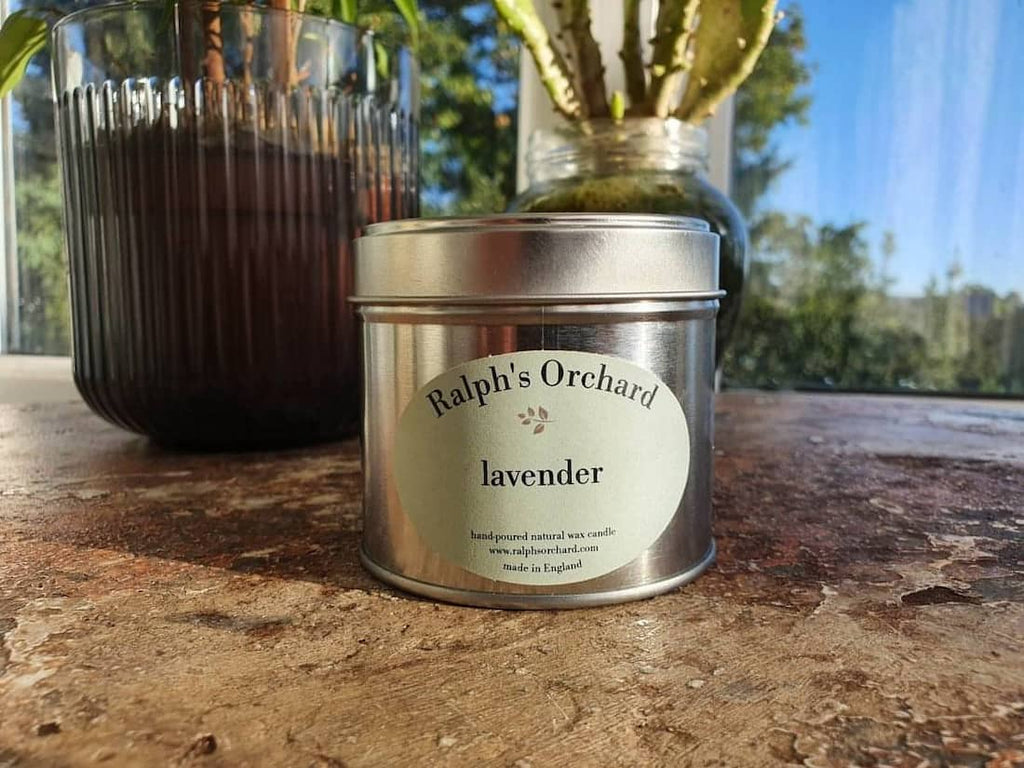 Ralph's Orchard
lavender
hand-poured natural wax candle
www.ralphsorchard.com
made in England